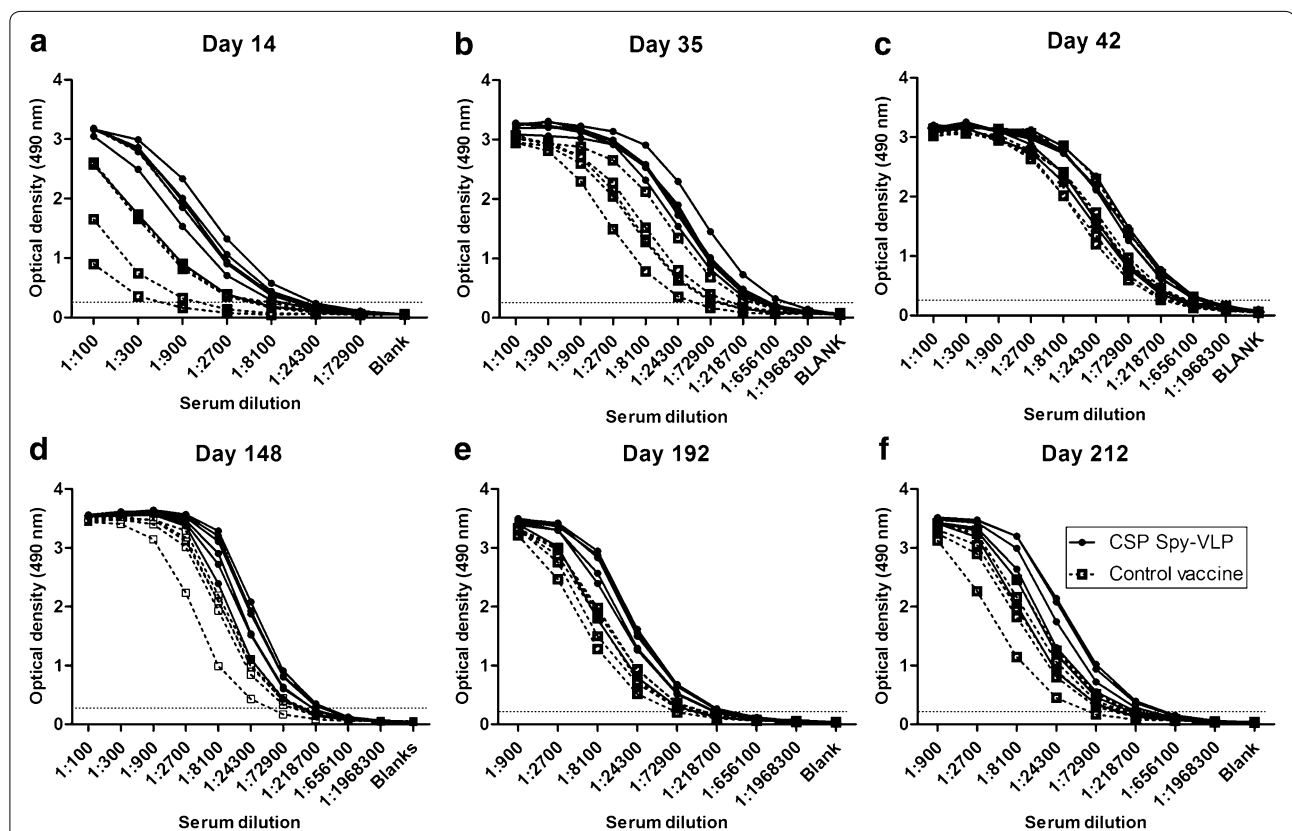 a Day 14
4
3
2
1
0
Optical density (490 nm)
1:100 1:300 1:900 1:2700 1:8100 1:24300 1:72900 Blank
Serum dilution
b Day 35
4
3
2
1
0
Optical density (490 nm)
1:100 1:300 1:900 1:2700 1:8100 1:24300 1:72900 1:218700 1:656100 1:1968300 BLANK
Serum dilution
c Day 42
4
3
2
1
0
Optical density (490 nm)
1:100 1:300 1:900 1:2700 1:8100 1:24300 1:72900 1:218700 1:656100 1:1968300 BLANK
Serum dilution
d Day 148
4
3
2
1
0
Optical density (490 nm)
1:100 1:300 1:900 1:2700 1:8100 1:24300 1:72900 1:218700 1:656100 1:1968300 Blanks
Serum dilution
e Day 192
4
3
2
1
0
Optical density (490 nm)
1:900 1:2700 1:8100 1:24300 1:72900 1:218700 1:656100 1:1968300 Blank
Serum dilution
f Day 212
4
3
2
1
0
Optical density (490 nm)
1:900 1:2700 1:8100 1:24300 1:72900 1:218700 1:656100 1:1968300 Blank
Serum dilution
CSP Spy-VLP
Control vaccine